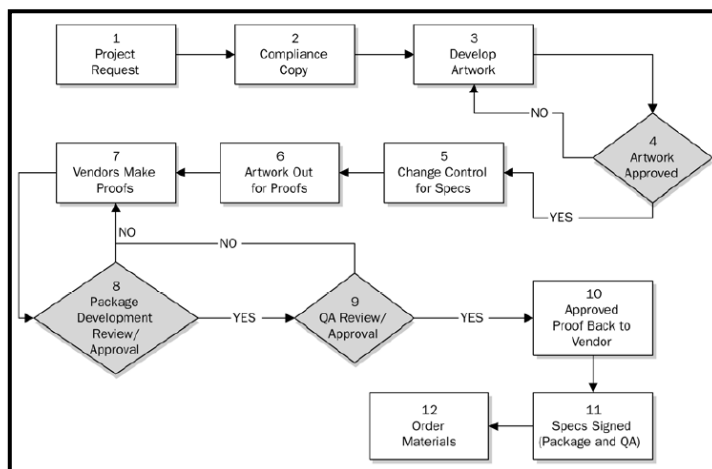 1
Project
Request
2
Compliance
Copy
3
Develop
Artwork
NO
4
Artwork
Approved
7
Vendors Make
Proofs
6
Artwork Out
for Proofs
5
Change Control
for Specs
YES
NO
NO
8
Package
Development
Review/
Approval
YES
9
QA Review/
Approval
YES
10
Approved
Proof Back to
Vendor
12
Order
Materials
11
Specs Signed
(Package and QA)